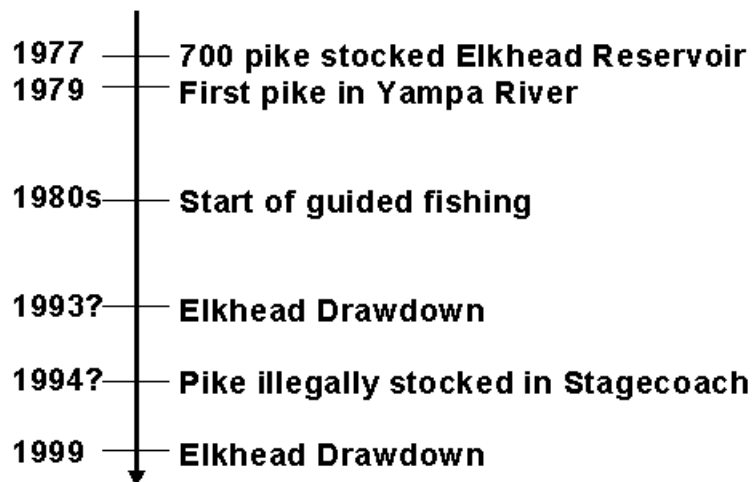 1977 700 pike stocked Elkhead Reservoir
1979 First pike in Yampa River
1980s Start of guided fishing
1993? Elkhead Drawdown
1994? Pike illegally stocked in Stagecoach
1999 Elkhead Drawdown